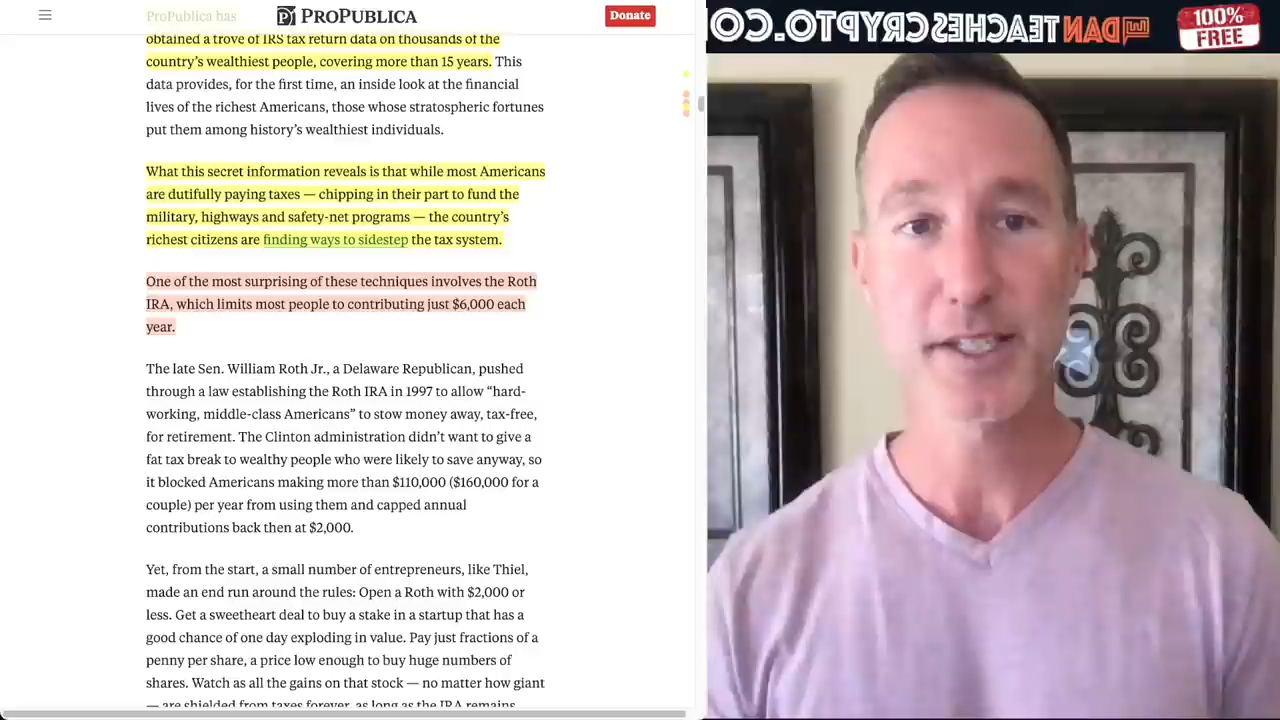 ProPublica has
PROPUBLICA
Donate
obtained a trove of IRS tax return data on thousands of the
country's wealthiest people, covering more than 15 years. This
data provides, for the first time, an inside look at the financial
lives of the richest Americans, those whose stratospheric fortunes
put them among history's wealthiest individuals.
What this secret information reveals is that while most Americans
are dutifully paying taxes — chipping in their part to fund the
military, highways and safety-net programs — the country's
richest citizens are finding ways to sidestep the tax system.
One of the most surprising of these techniques involves the Roth
IRA, which limits most people to contributing just $6,000 each
year.
The late Sen. William Roth Jr., a Delaware Republican, pushed
through a law establishing the Roth IRA in 1997 to allow “hard-
working, middle-class Americans” to stow money away, tax-free,
for retirement. The Clinton administration didn't want to give a
fat tax break to wealthy people who were likely to save anyway, so
it blocked Americans making more than $110,000 ($160,000 for a
couple) per year from using them and capped annual
contributions back then at $2,000.
Yet, from the start, a small number of entrepreneurs, like Thiel,
made an end run around the rules: Open a Roth with $2,000 or
less. Get a sweetheart deal to buy a stake in a startup that has a
good chance of one day exploding in value. Pay just fractions of a
penny per share, a price low enough to buy huge numbers of
shares. Watch as all the gains on that stock — no matter how giant
— are shielded from taxes forever, as long as the IRA remains
DANTEACHESCRYPTO.CO
100%
FREE